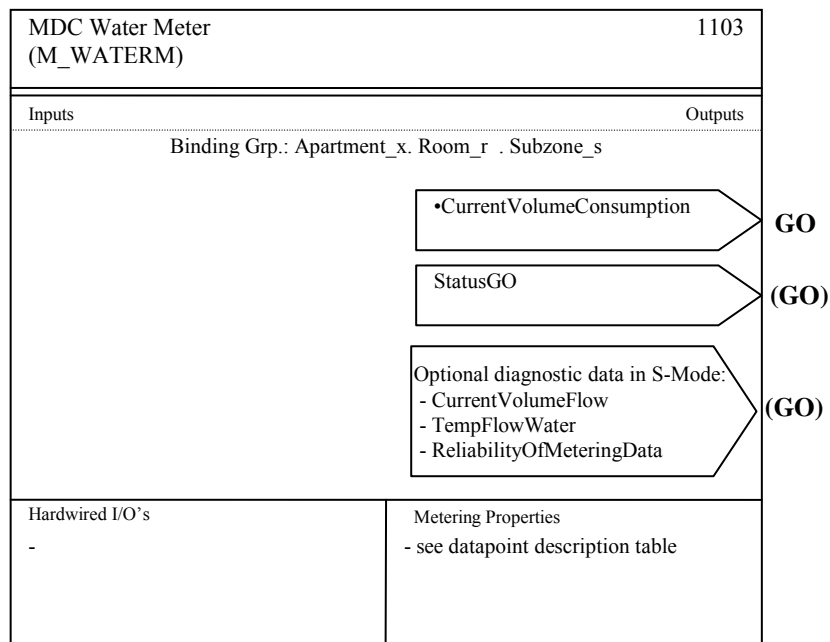 MDC Water Meter 1103
(M_WATERM)
Inputs Outputs
Binding Grp.: Apartment_x. Room_r . Subzone_s
•CurrentVolumeConsumption
GO
StatusGO
(GO)
Optional diagnostic data in S-Mode:
- CurrentVolumeFlow
(GO)
- TempFlowWater
- ReliabilityOfMeteringData
Hardwired I/O’s Metering Properties
- - see datapoint description table